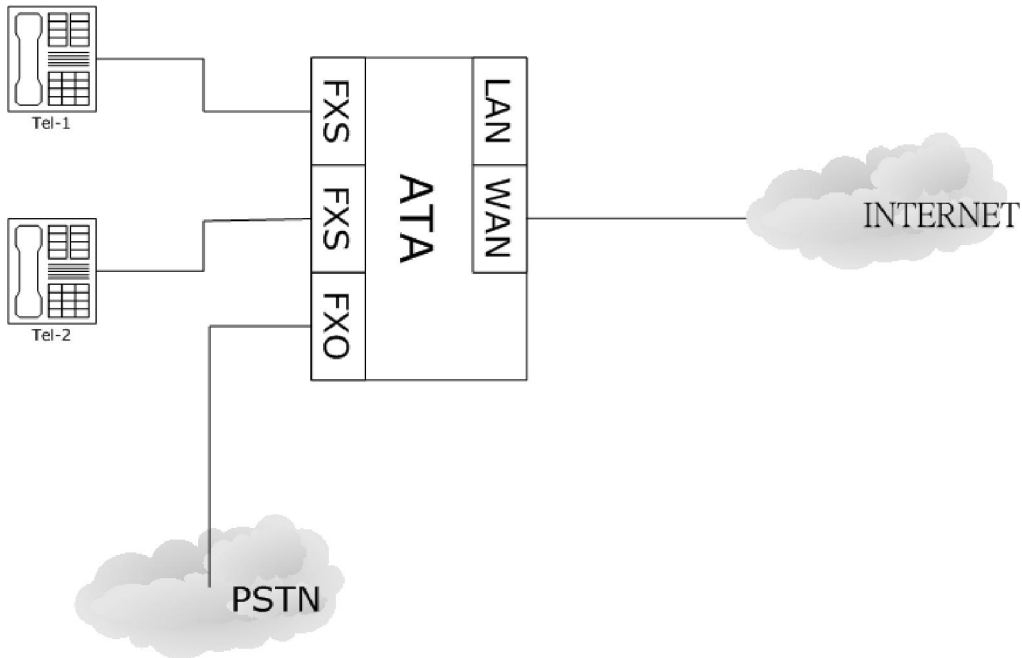 Tel-1
FXS
LAN
ATA
WAN
FXS
INTERNET
Tel-2
FXO
PSTN